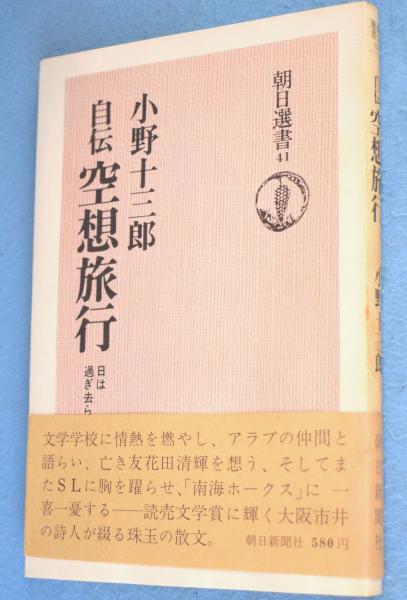 朝日選書 41
小野十三郎
自伝 空想旅行
日は
過ぎ去ら
文学学校に情熱を燃やし、アラブの仲間と
語らい、亡き友花田清輝を想う、そしてま
たSLに胸を躍らせ、「南海ホークス」に 一
喜一憂する——読売文学賞に輝く大阪市井
の詩人が綴る珠玉の散文。
朝日新聞社 580円
自伝 空想旅行
小野十三郎
朝日新聞社